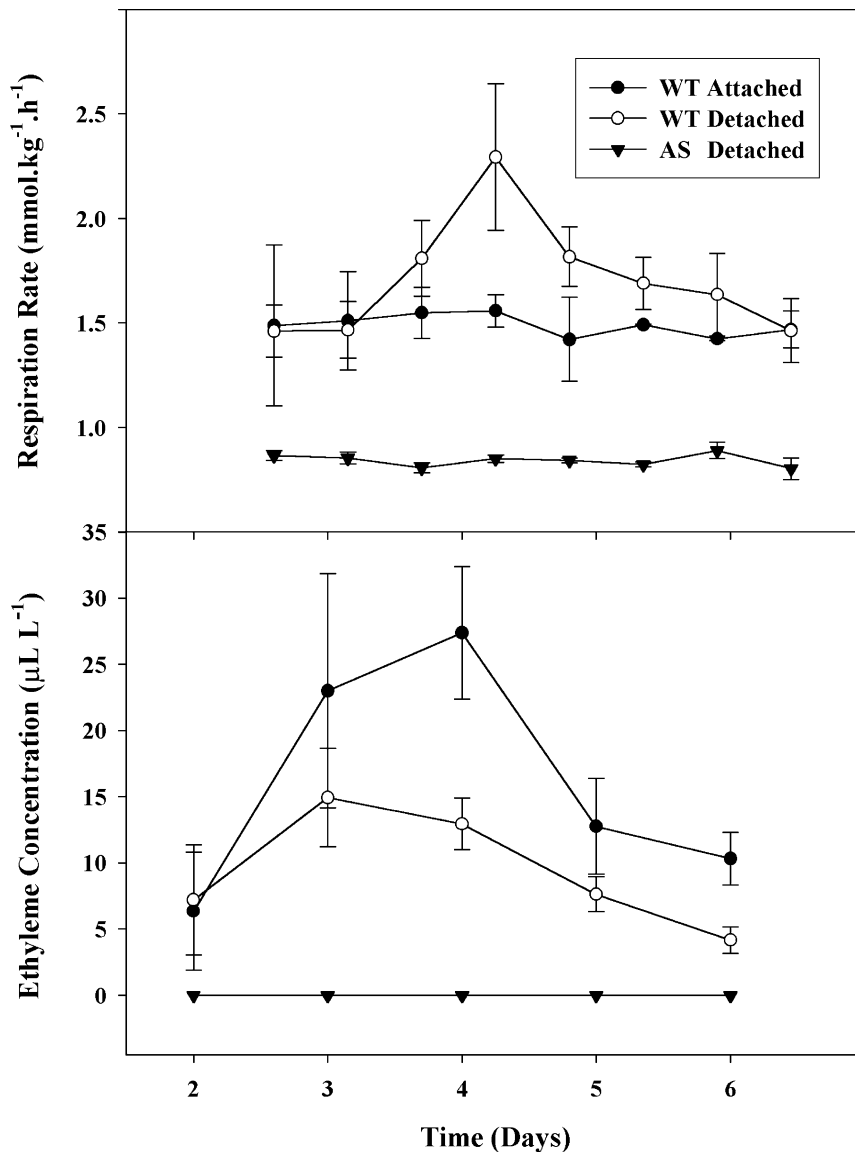 Respiration Rate (mmol.kg⁻¹.h⁻¹)
2.5
2.0
1.5
1.0
WT Attached
WT Detached
AS Detached
Ethyleme Concentration (µL L⁻¹)
35
30
25
20
15
10
5
0
2 3 4 5 6
Time (Days)